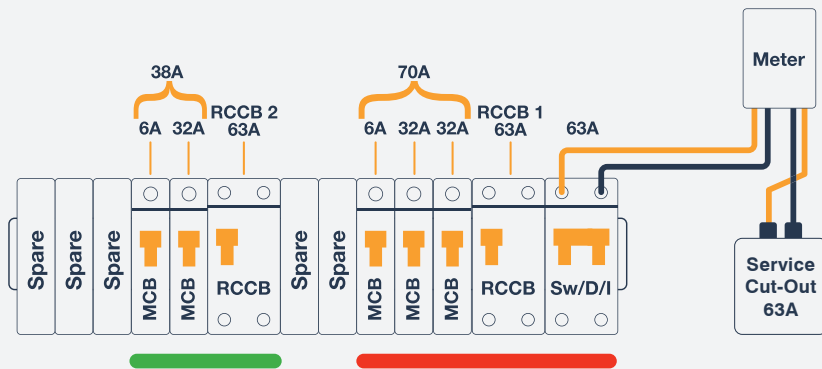 38A
70A
Meter
RCCB 2
RCCB 1
6A
32A
63A
6A
32A
32A
63A
63A
Spare
Spare
Spare
MCB
MCB
RCCB
Spare
Spare
MCB
MCB
MCB
RCCB
Sw/D/I
Service
Cut-Out
63A